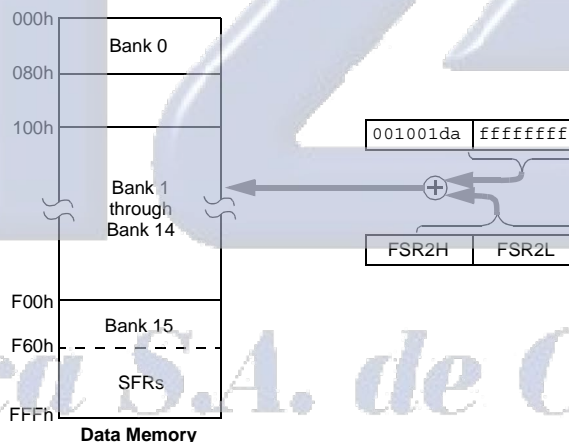 000h
Bank 0
080h
100h
001001da ffffffff
Bank 1
through
Bank 14
FSR2H FSR2L
F00h
Bank 15
F60h
SFRs
FFFh
Data Memory
S.A. de